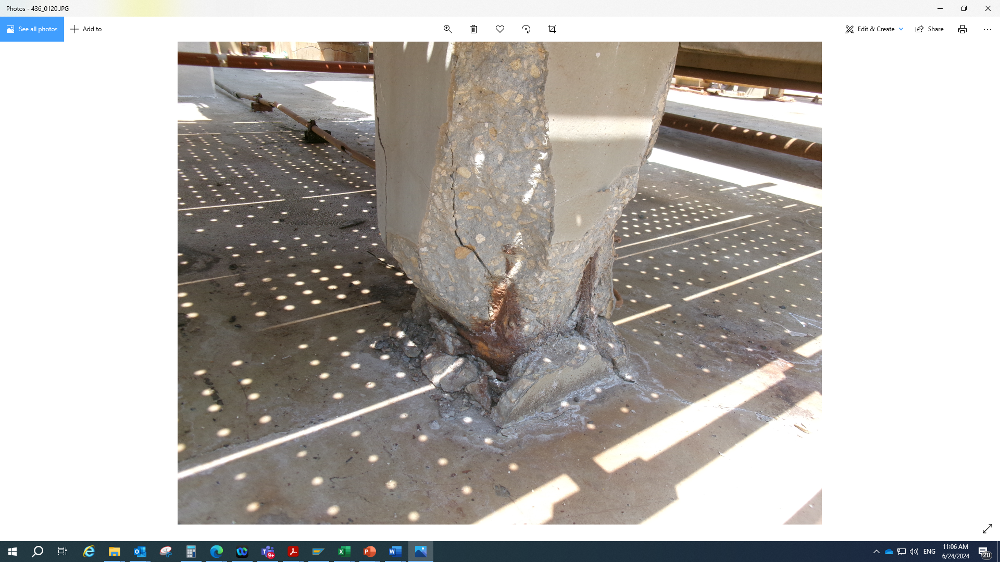 Photos - 436_0120.JPG
See all photos
Add to
Edit & Create
Share
9+
11:06 AM
ENG
6/24/2024
20